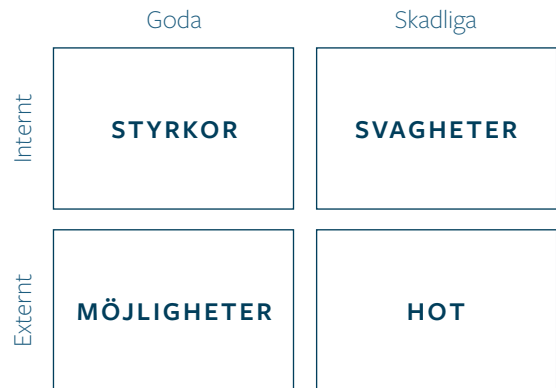 Goda
Skadliga
Internt
STYRKOR
SVAGHETER
Externt
MÖJLIGHETER
HOT